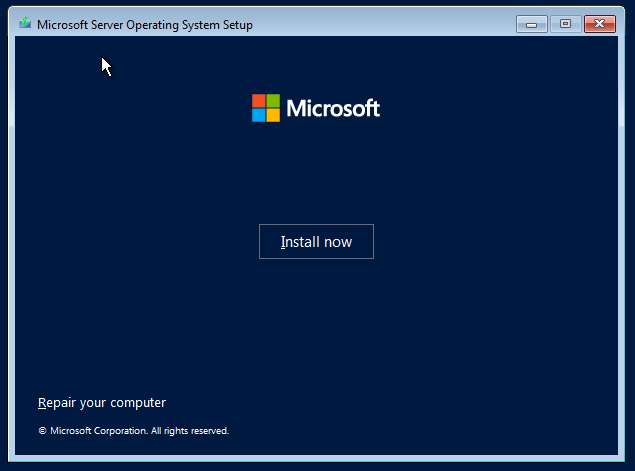 Microsoft Server Operating System Setup
Microsoft
Install now
Repair your computer
© Microsoft Corporation. All rights reserved.